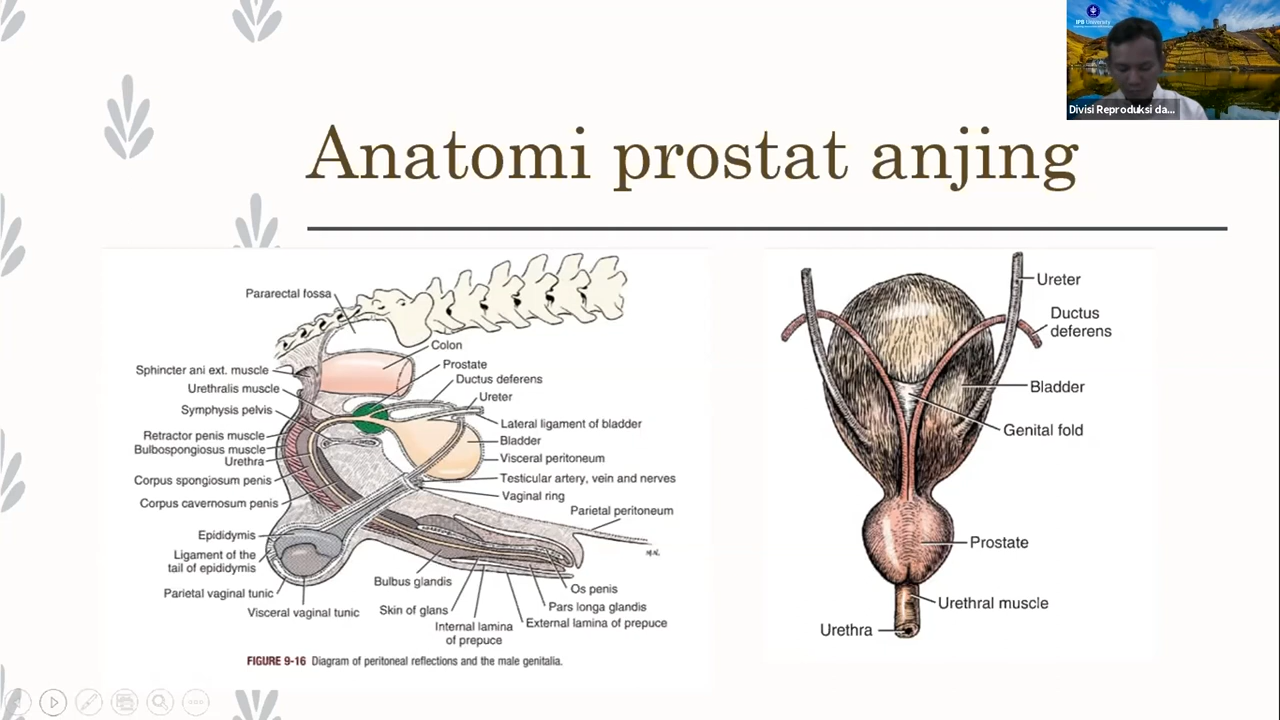 IPB University
Divisi Reproduksi da...
Anatomi prostat anjing
Pararectal fossa
Colon
Prostate
Ductus deferens
Ureter
Lateral ligament of bladder
Bladder
Visceral peritoneum
Testicular artery, vein and nerves
Vaginal ring
Parietal peritoneum
Sphincter ani ext. muscle
Urethralis muscle
Symphysis pelvis
Retractor penis muscle
Bulbospongiosus muscle
Urethra
Corpus spongiosum penis
Corpus cavernosum penis
Epididymis
Ligament of the
tail of epididymis
Parietal vaginal tunic
Visceral vaginal tunic
Bulbus glandis
Skin of glans
Internal lamina
of prepuce
Os penis
Pars longa glandis
External lamina of prepuce
FIGURE 9-16 Diagram of peritoneal reflections and the male genitalia.
Ureter
Ductus
deferens
Bladder
Genital fold
Prostate
Urethral muscle
Urethra